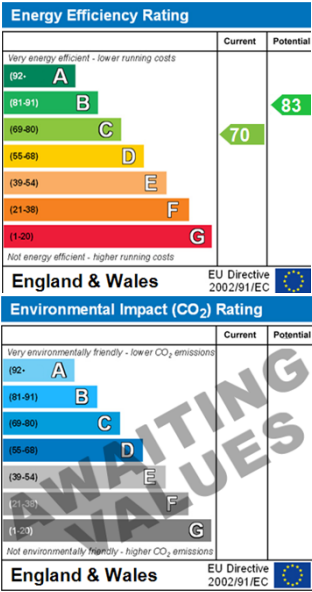 Energy Efficiency Rating
Current Potential
Very energy efficient - lower running costs
(92- A
(81-91) B
83
(69-80) C
70
(55-68) D
(39-54) E
(21-38) F
(1-20) G
Not energy efficient - higher running costs
England & Wales
EU Directive
2002/91/EC
Environmental Impact (CO2) Rating
Current Potential
Very environmentally friendly - lower CO2 emissions
(92- A
(81-91) B
(69-80) C
(55-68) D
(39-54) E
(21-38) F
(1-20) G
AWAITING
VALUES
Not environmentally friendly - higher CO2 emissions
England & Wales
EU Directive
2002/91/EC